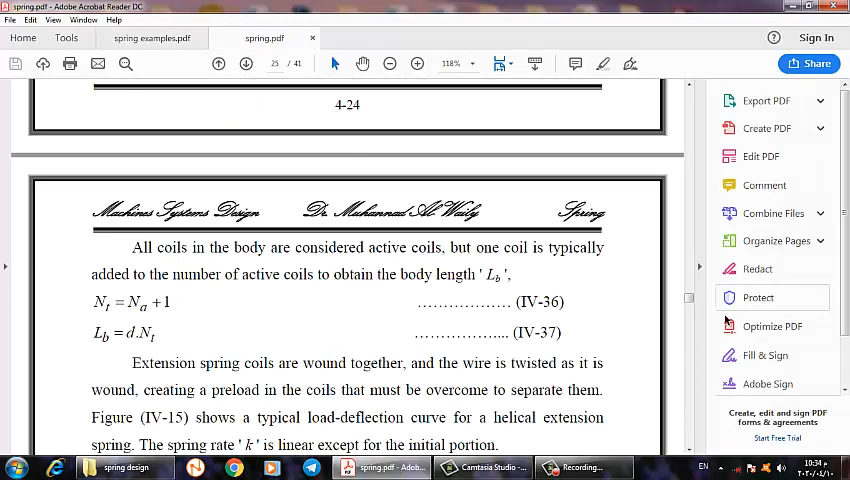 spring.pdf - Adobe Acrobat Reader DC
File Edit View Window Help
Home Tools spring examples.pdf spring.pdf × Sign In
25 / 41 118% Share
4-24
Machines Systems Design Dr. Muhannad Al Waily Spring
All coils in the body are considered active coils, but one coil is typically
added to the number of active coils to obtain the body length ' L_b ',
N_t = N_a + 1 ……………… (IV-36)
L_b = d.N_t ……………... (IV-37)
Extension spring coils are wound together, and the wire is twisted as it is
wound, creating a preload in the coils that must be overcome to separate them.
Figure (IV-15) shows a typical load-deflection curve for a helical extension
spring. The spring rate ' k ' is linear except for the initial portion.
Export PDF
Create PDF
Edit PDF
Comment
Combine Files
Organize Pages
Redact
Protect
Optimize PDF
Fill & Sign
Adobe Sign
Create, edit and sign PDF
forms & agreements
Start Free Trial
spring design spring.pdf - Adob... Camtasia Studio -... Recording... EN
10:34 م
٢٠٢٠/٠٤/١٠